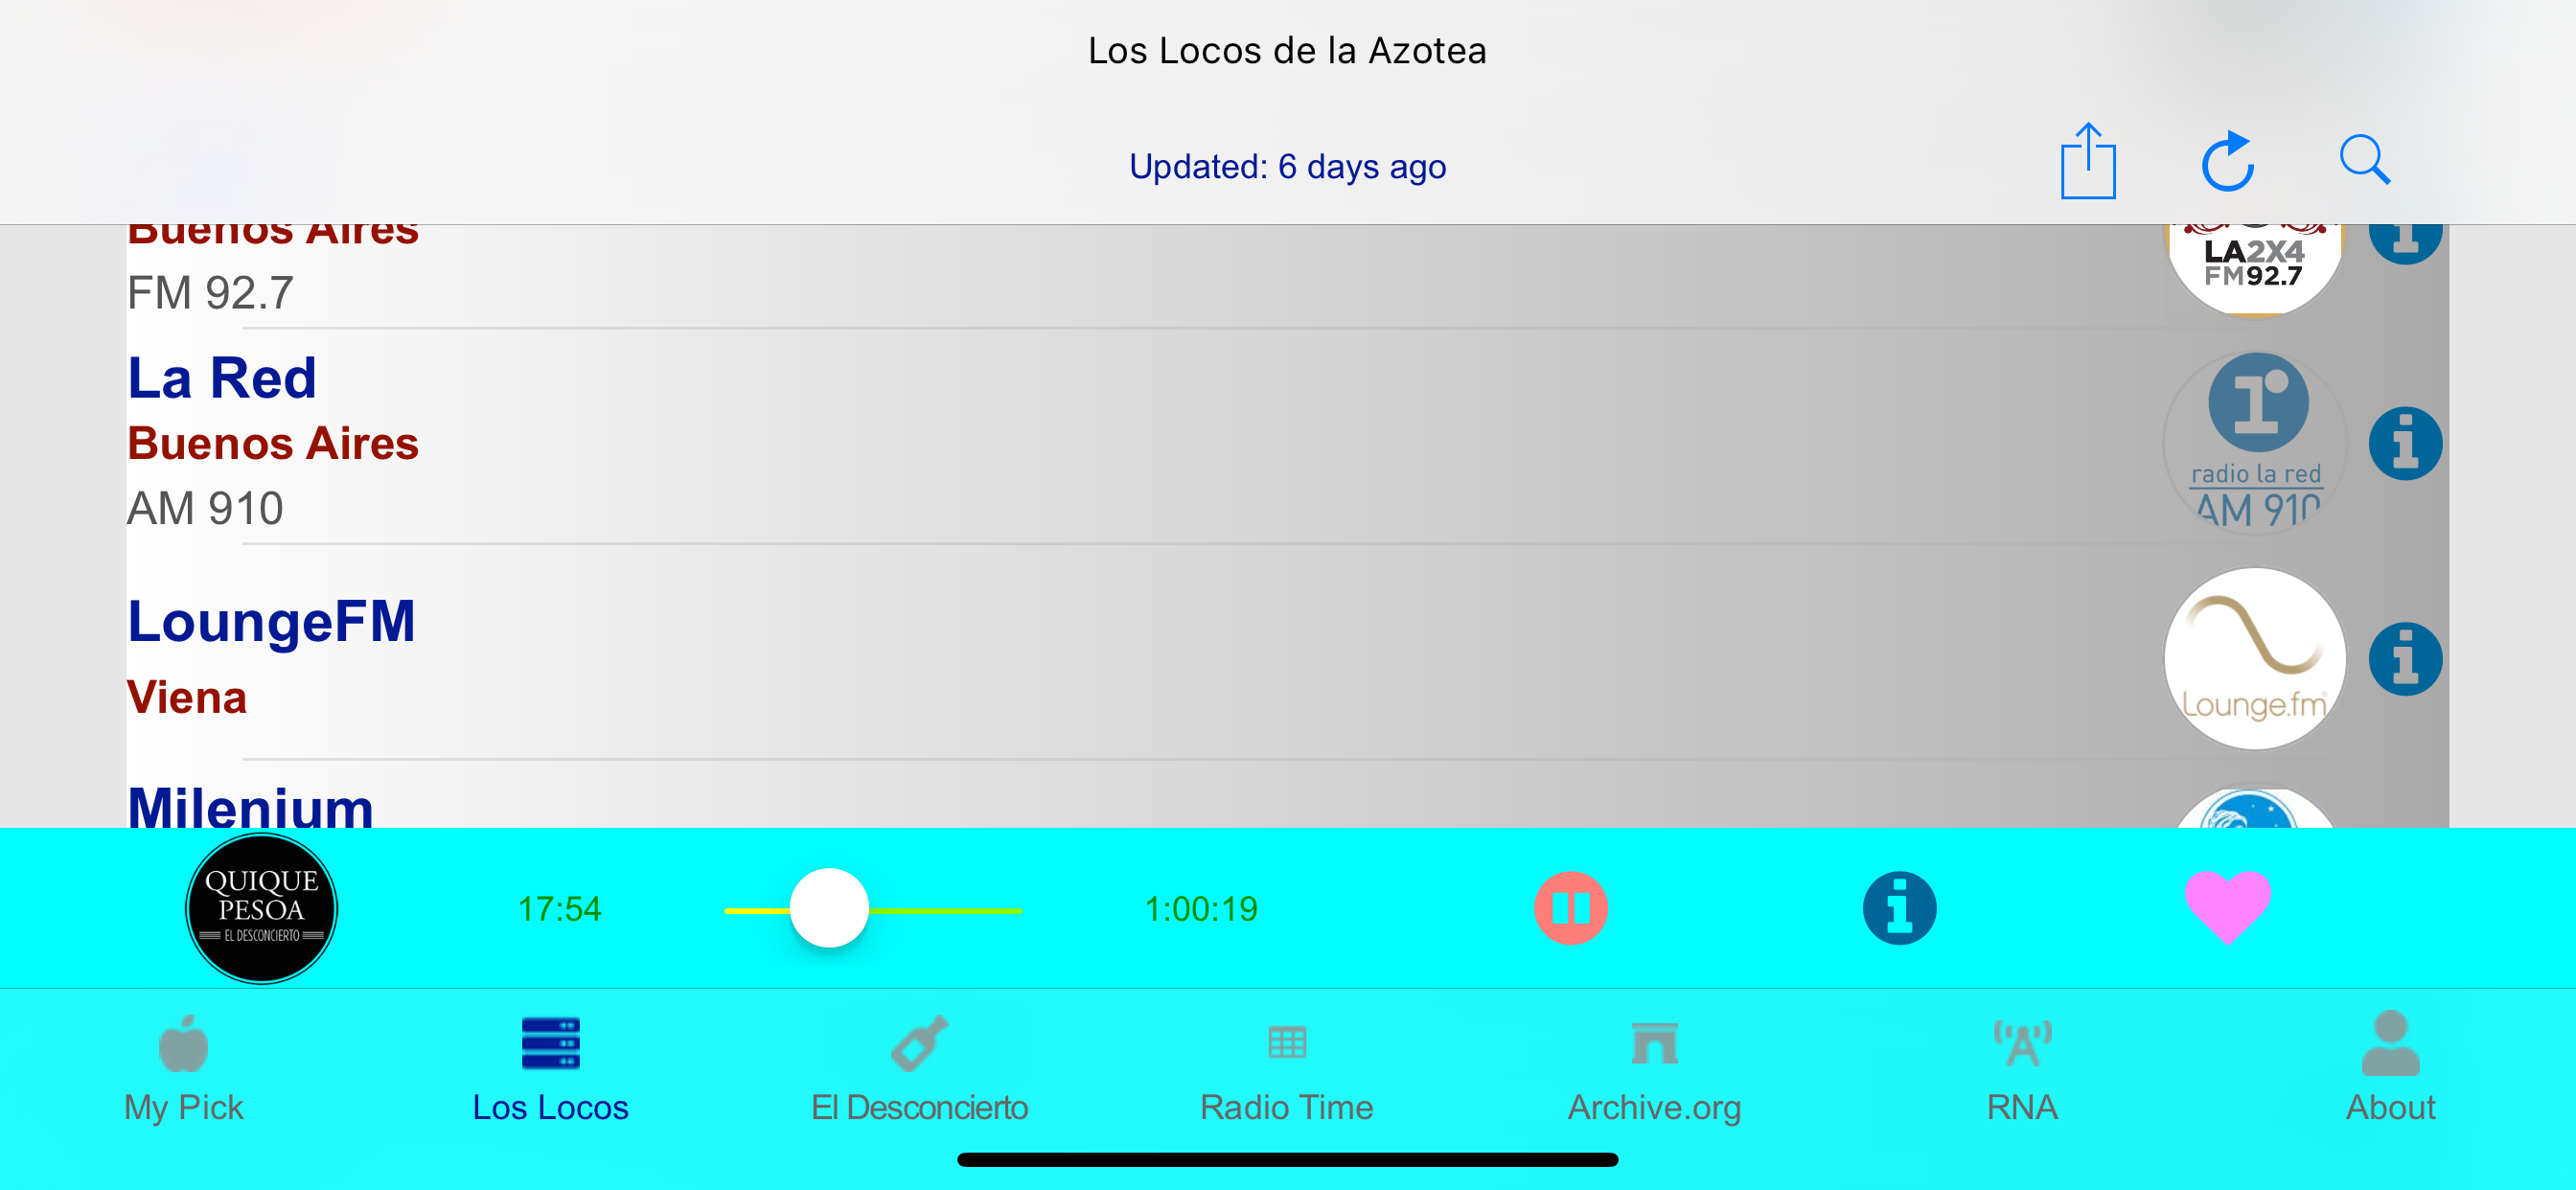 Los Locos de la Azotea
Updated: 6 days ago
Buenos Aires
FM 92.7
LA2X4
FM92.7
La Red
Buenos Aires
AM 910
radio la red
AM 910
LoungeFM
Viena
Lounge.fm
Milenium
QUIQUE
PESOA
EL DESCONCIERTO
17:54
1:00:19
My Pick
Los Locos
El Desconcierto
Radio Time
Archive.org
RNA
About